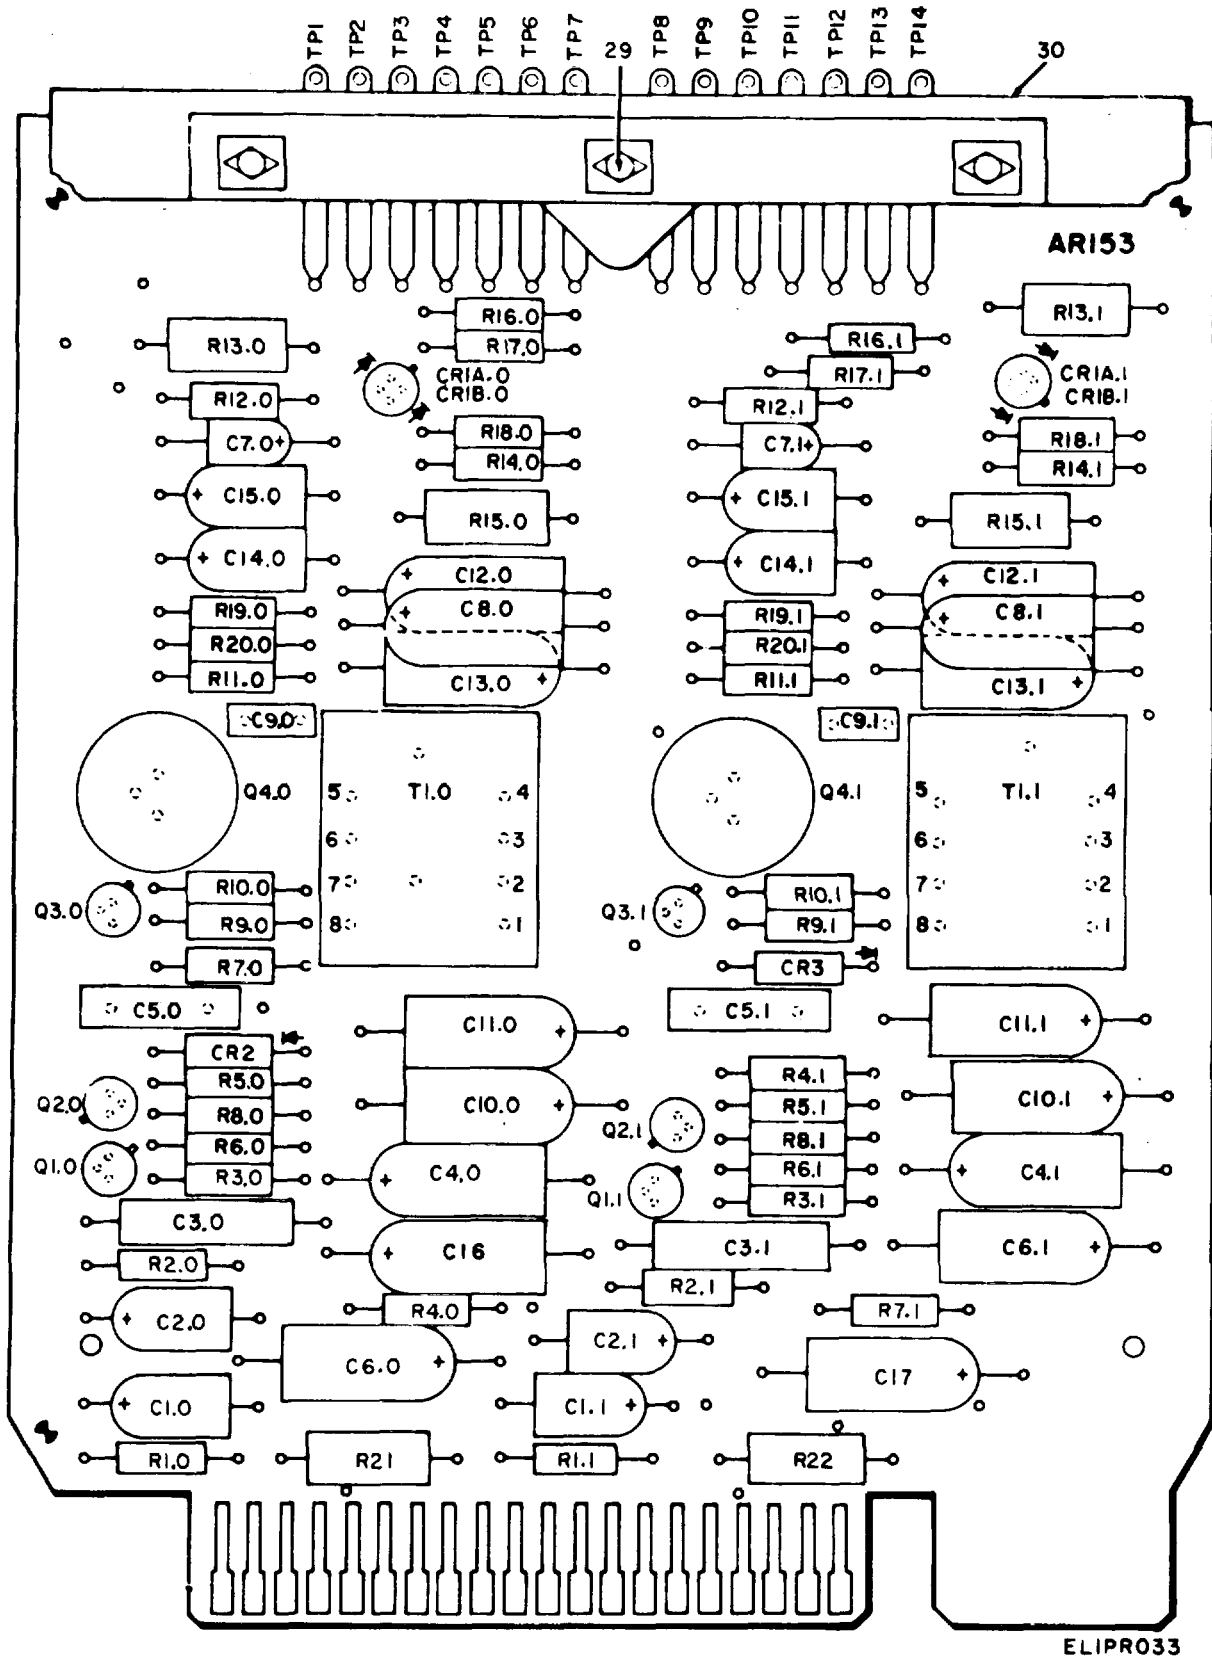 TP1 TP2 TP3 TP4 TP5 TP6 TP7 29 TP8 TP9 TP10 TP11 TP12 TP13 TP14 30
AR153
R16.0 R13.1
R13.0 R17.0 R16.1
CR1A.0 R17.1 CR1A.1
CR1B.0 CR1B.1
R12.0 R12.1
C7.0+ R18.0 C7.1+ R18.1
R14.0 R14.1
+ C15.0 R15.0 + C15.1 R15.1
+ C14.0 + C12.0 + C14.1 + C12.1
R19.0 + C8.0 R19.1 + C8.1
R20.0 R20.1
R11.0 C13.0 + R11.1 C13.1 +
C9.0 C9.1
Q4.0 5 T1.0 4 Q4.1 5 T1.1 4
6 3 6 3
R10.0 7 2 R10.1 7 2
Q3.0 R9.0 8 1 Q3.1 R9.1 8 1
R7.0 CR3
C5.0 C11.0 + C5.1 C11.1 +
CR2
R5.0 R4.1
Q2.0 R8.0 C10.0 + R5.1 C10.1 +
Q2.1 R8.1
R6.0 R6.1
Q1.0 R3.0 + C4.0 Q1.1 R3.1 + C4.1
C3.0 + C16 C3.1 C6.1 +
R2.0 R2.1
+ C2.0 R4.0 C2.1 + R7.1
C6.0 + C17 +
+ C1.0 C1.1 +
R1.0 R21 R1.1 R22
ELIPR033